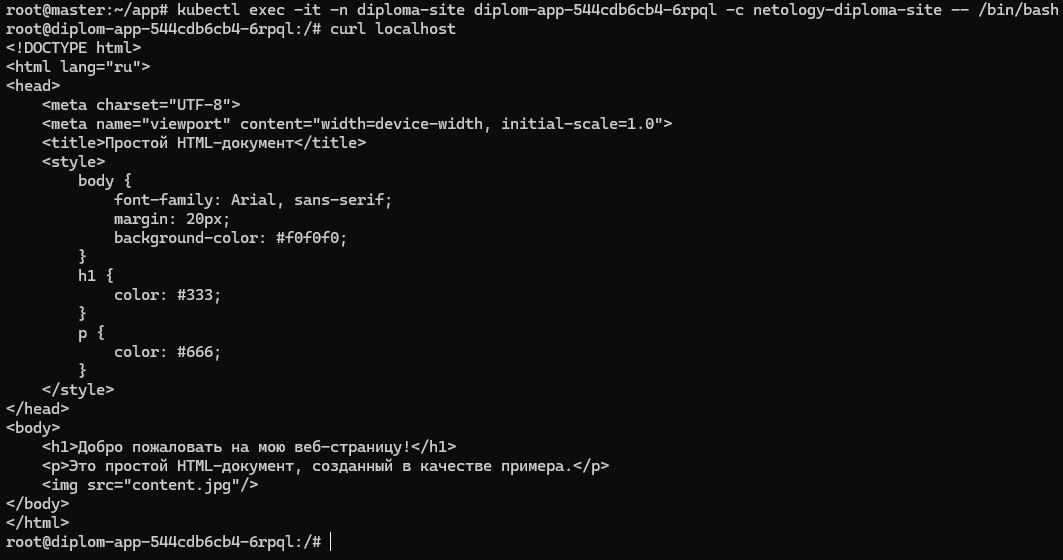 root@master:~/app# kubectl exec -it -n diploma-site diplom-app-544cdb6cb4-6rpql -c netology-diploma-site -- /bin/bash
root@diplom-app-544cdb6cb4-6rpql:/# curl localhost
<!DOCTYPE html>
<html lang="ru">
<head>
    <meta charset="UTF-8">
    <meta name="viewport" content="width=device-width, initial-scale=1.0">
    <title>Простой HTML-документ</title>
    <style>
        body {
            font-family: Arial, sans-serif;
            margin: 20px;
            background-color: #f0f0f0;
        }
        h1 {
            color: #333;
        }
        p {
            color: #666;
        }
    </style>
</head>
<body>
    <h1>Добро пожаловать на мою веб-страницу!</h1>
    <p>Это простой HTML-документ, созданный в качестве примера.</p>
    <img src="content.jpg"/>
</body>
</html>
root@diplom-app-544cdb6cb4-6rpql:/#